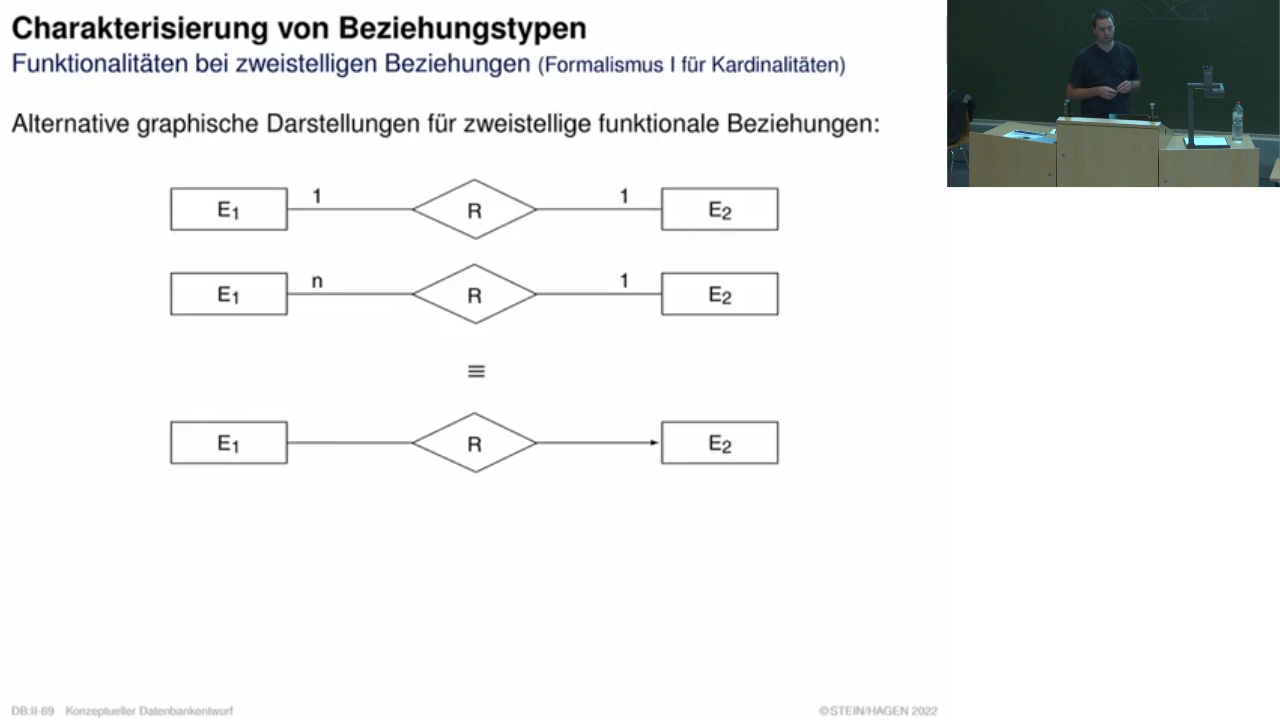 Charakterisierung von Beziehungstypen
Funktionalitäten bei zweistelligen Beziehungen (Formalismus I für Kardinalitäten)
Alternative graphische Darstellungen für zweistellige funktionale Beziehungen:
E1 1 R 1 E2
E1 n R 1 E2
≡
E1 R E2
DB:II-69 Konzeptueller Datenbankentwurf
©STEIN/HAGEN 2022